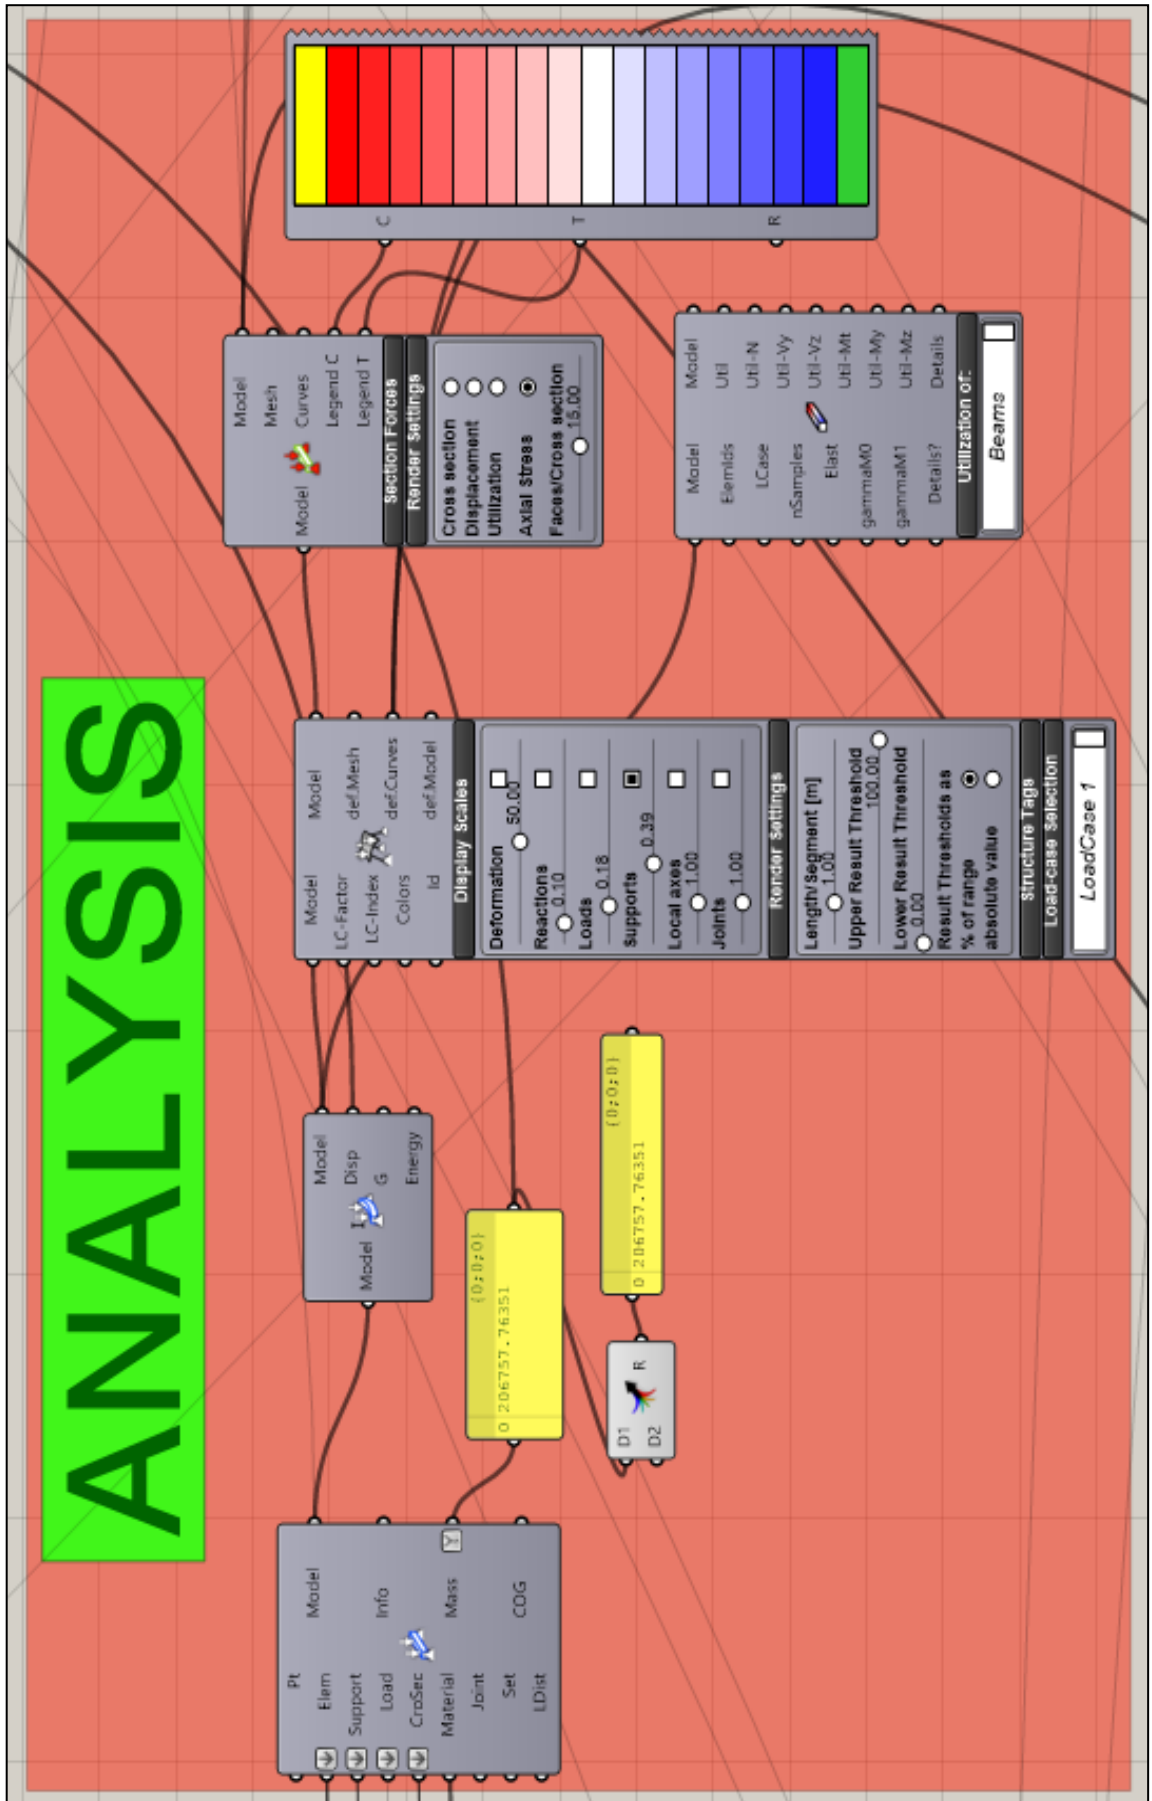 ANALYSIS
Pt
Elem
Support
Load
CroSec
Material
Joint
Set
LDist
Model
Info
Mass
COG
Model
Model
Disp
G
Energy
{0;0;0}
0 206757.76351
D1
D2
R
{0;0;0}
0 206757.76351
Model
LC-Factor
LC-Index
Colors
Id
Model
def.Mesh
def.Curves
def.Model
Display Scales
Deformation
50.00
Reactions
0.10
Loads
0.18
Supports
0.39
Local axes
1.00
Joints
1.00
Render Settings
Length/Segment [m]
1.00
Upper Result Threshold
100.00
Lower Result Threshold
0.00
Result Thresholds as
% of range
absolute value
Structure Tags
Load-case Selection
LoadCase 1
Model
Model
Mesh
Curves
Legend C
Legend T
Section Forces
Render Settings
Cross section
Displacement
Utilization
Axial Stress
Faces/Cross section
15.00
Model
ElemIds
LCase
nSamples
Elast
gammaM0
gammaM1
Details?
Model
Util
Util-N
Util-Vy
Util-Vz
Util-Mt
Util-My
Util-Mz
Details
Utilization of:
Beams
C
T
R